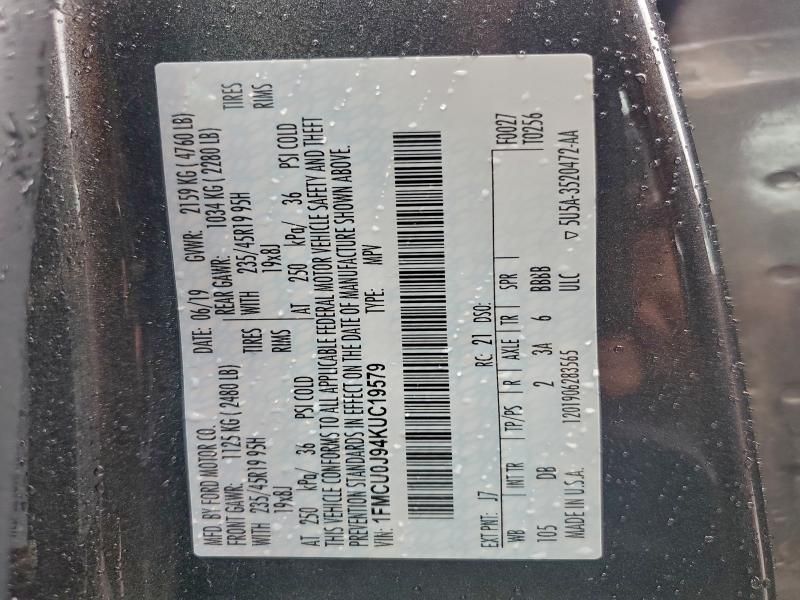 MFD. BY FORD MOTOR CO. DATE: 06/19 GVWR: 2159 KG ( 4760 LB)
FRONT GAWR: 1125 KG ( 2480 LB) REAR GAWR: 1034 KG ( 2280 LB)
WITH 235/45R19 95H TIRES WITH 235/45R19 95H TIRES
19x8J RIMS 19x8J RIMS
AT 250 kPa/ 36 PSI COLD AT 250 kPa/ 36 PSI COLD
THIS VEHICLE CONFORMS TO ALL APPLICABLE FEDERAL MOTOR VEHICLE SAFETY AND THEFT
PREVENTION STANDARDS IN EFFECT ON THE DATE OF MANUFACTURE SHOWN ABOVE.
VIN: 1FMCU0J94KUC19579 TYPE: MPV
F0027
EXT PNT: J7 RC: 21 DSO: T0256
WB INT TR TP/PS R AXLE TR SPR
105 DB 2 3A 6 BBBB
MADE IN U.S.A. 1201906283565 ULC ▽ 5U5A-3520472-AA